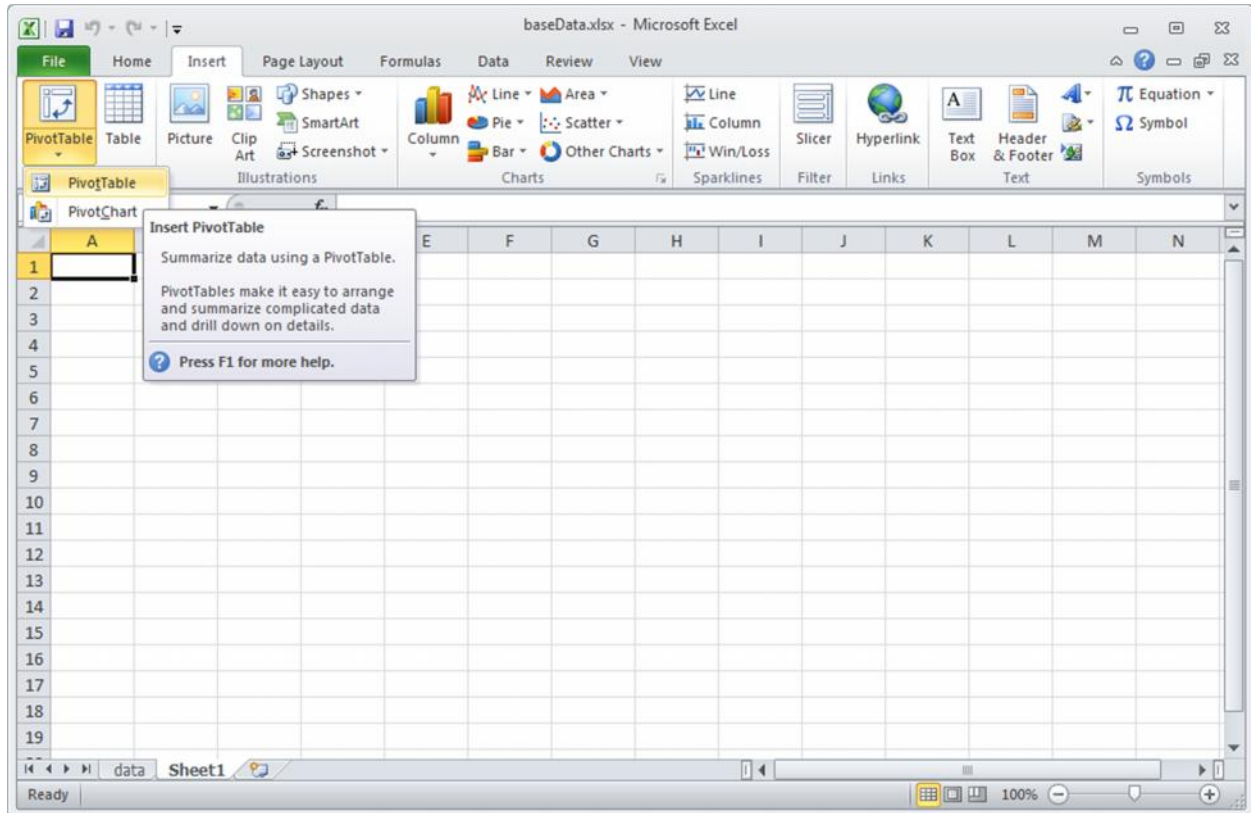 baseData.xlsx - Microsoft Excel
File Home Insert Page Layout Formulas Data Review View
PivotTable
Table
Picture
Clip Art
Shapes
SmartArt
Screenshot
Illustrations
Column
Line
Pie
Bar
Area
Scatter
Other Charts
Charts
Line
Column
Win/Loss
Sparklines
Slicer
Filter
Hyperlink
Links
Text Box
Header & Footer
Text
π Equation
Ω Symbol
Symbols
PivotTable
PivotChart
Insert PivotTable
Summarize data using a PivotTable.
PivotTables make it easy to arrange
and summarize complicated data
and drill down on details.
Press F1 for more help.
A E F G H I J K L M N
1
2
3
4
5
6
7
8
9
10
11
12
13
14
15
16
17
18
19
data Sheet1
Ready 100%